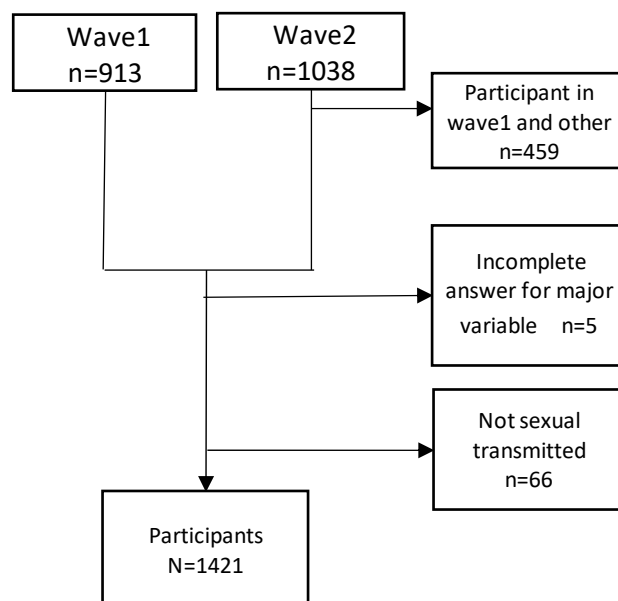 Wave1
n=913
Wave2
n=1038
Participant in
wave1 and other
n=459
Incomplete
answer for major
variable n=5
Not sexual
transmitted
n=66
Participants
N=1421